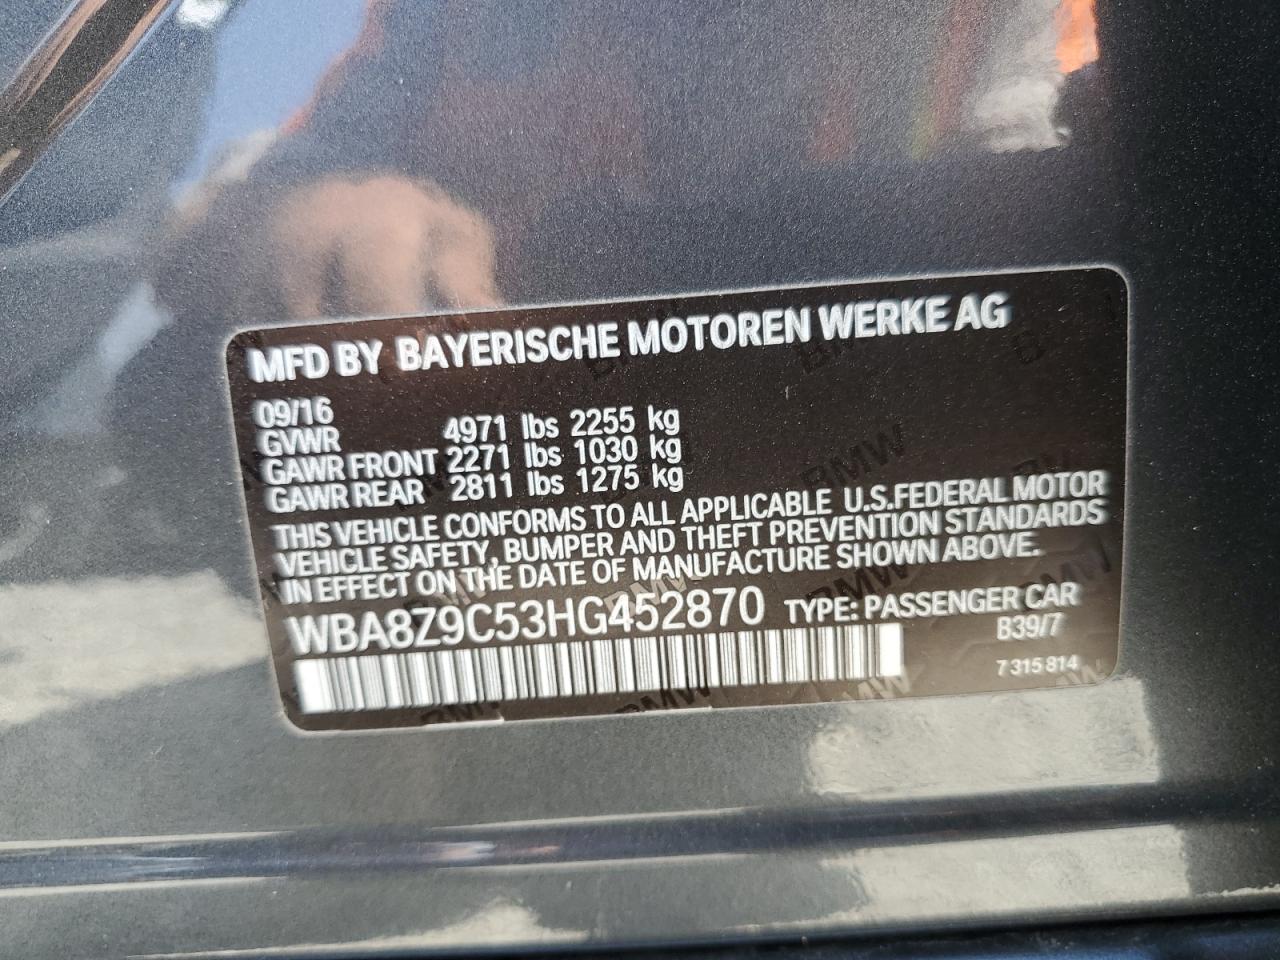 MFD BY BAYERISCHE MOTOREN WERKE AG
09/16
GVWR 4971 lbs 2255 kg
GAWR FRONT 2271 lbs 1030 kg
GAWR REAR 2811 lbs 1275 kg
THIS VEHICLE CONFORMS TO ALL APPLICABLE U.S.FEDERAL MOTOR
VEHICLE SAFETY, BUMPER AND THEFT PREVENTION STANDARDS
IN EFFECT ON THE DATE OF MANUFACTURE SHOWN ABOVE.
WBA8Z9C53HG452870 TYPE: PASSENGER CAR
B39/7
7 315 814